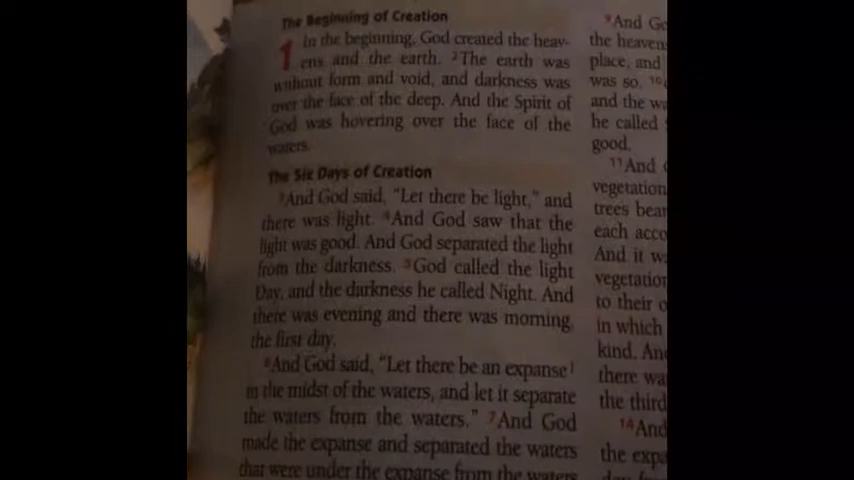 The Beginning of Creation
1 In the beginning, God created the heav-
ens and the earth. 2The earth was
without form and void, and darkness was
over the face of the deep. And the Spirit of
God was hovering over the face of the
waters.
The Six Days of Creation
3And God said, "Let there be light," and
there was light. 4And God saw that the
light was good. And God separated the light
from the darkness. 5God called the light
Day, and the darkness he called Night. And
there was evening and there was morning,
the first day.
6And God said, "Let there be an expanse1
in the midst of the waters, and let it separate
the waters from the waters." 7And God
made the expanse and separated the waters
that were under the expanse from the waters
9And
the heavens
place, and
was so. 10
and the
he called
good.
11And
vegetation
trees
each
And it
vegetation
to their
in which
kind. And
there
the third
14And
the